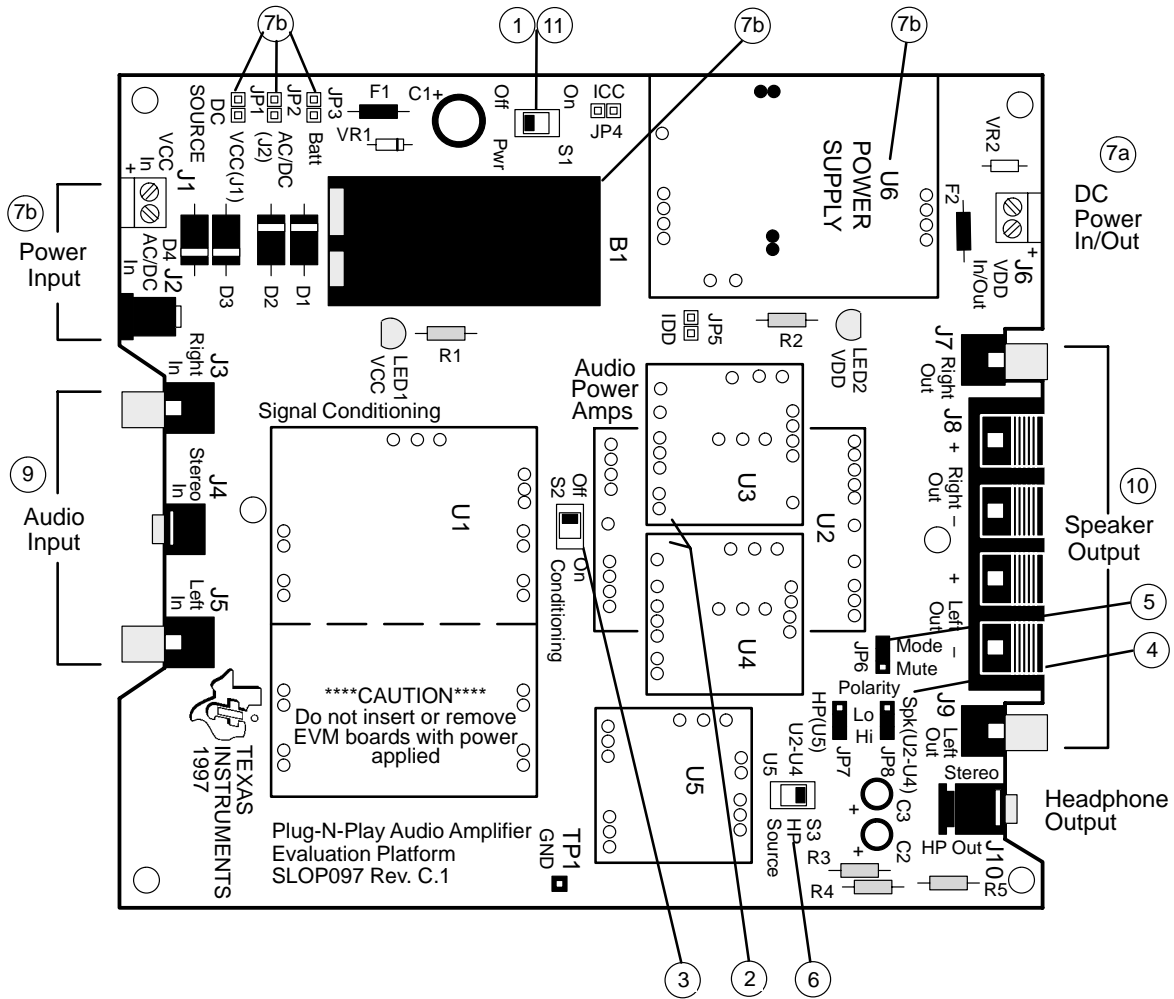 7b
1
11
7b
7b
JP3
JP2
JP1
DC
SOURCE
Batt
AC/DC
(J2)
VCC(J1)
F1
VR1
C1+
Off
On
Pwr
S1
ICC
JP4
U6
POWER
SUPPLY
VR2
F2
7a
DC
Power
In/Out
+
J6
VDD
In/Out
7b
Power
Input
VCC
In
+
J1
D4
AC/DC
In
J2
D3
D2
D1
B1
LED1
VCC
R1
IDD
JP5
R2
LED2
VDD
J3
Right
In
J7
Right
Out
Signal Conditioning
Audio
Power
Amps
9
Audio
Input
J4
Stereo
In
J5
Left
In
U1
S2
Off
On
Conditioning
U3
U2
U4
J8
+
Right
Out
–
+
Left
Out
–
10
Speaker
Output
5
4
JP6
Mode
Mute
Polarity
HP(U5)
Lo
Hi
JP7
JP8
Spk(U2-U4)
J9
Left
Out
****CAUTION****
Do not insert or remove
EVM boards with power
applied
TEXAS
INSTRUMENTS
1997
U5
U5
U2-U4
S3
HP
Source
+
C3
C2
+
R3
R4
R5
Stereo
HP Out
J10
Headphone
Output
Plug-N-Play Audio Amplifier
Evaluation Platform
SLOP097 Rev. C.1
TP1
GND
3
2
6